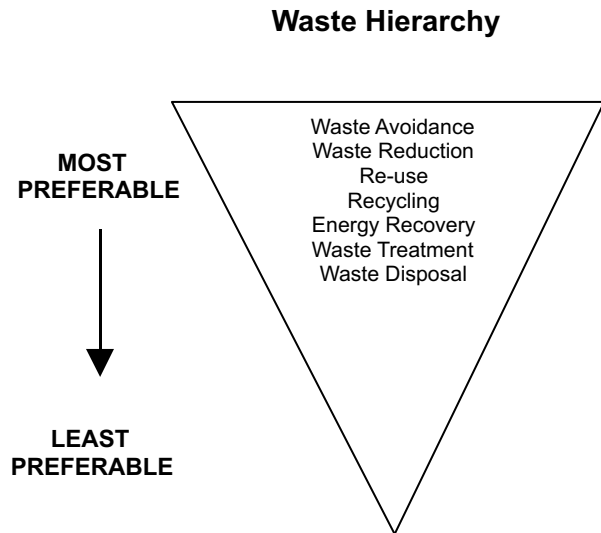 Waste Hierarchy
MOST
PREFERABLE
Waste Avoidance
Waste Reduction
Re-use
Recycling
Energy Recovery
Waste Treatment
Waste Disposal
LEAST
PREFERABLE